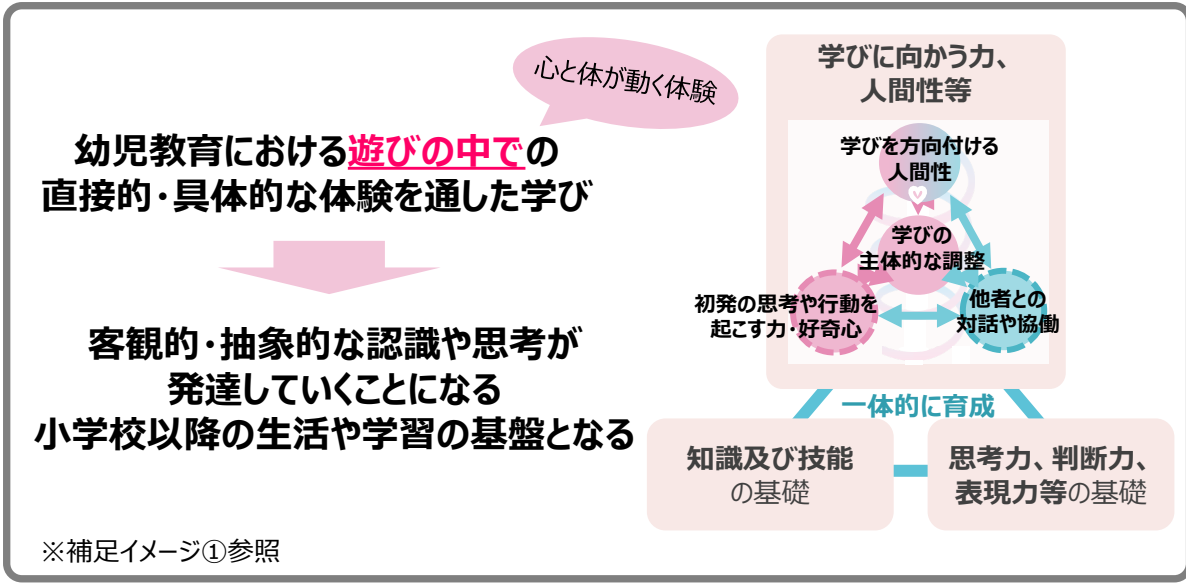 心と体が動く体験
幼児教育における遊びの中での
直接的・具体的な体験を通した学び
客観的・抽象的な認識や思考が
発達していくことになる
小学校以降の生活や学習の基盤となる
※補足イメージ①参照
学びに向かう力、
人間性等
学びを方向付ける
人間性
学びの
主体的な調整
初発の思考や行動を
起こす力・好奇心
他者との
対話や協働
一体的に育成
知識及び技能
の基礎
思考力、判断力、
表現力等の基礎